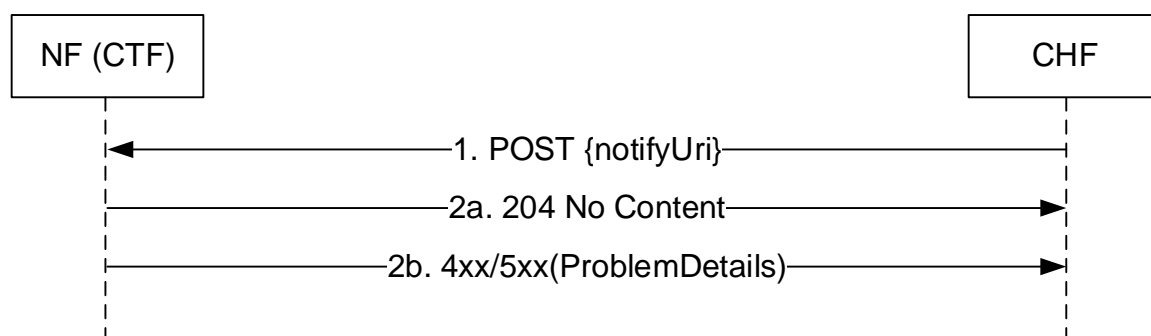 NF (CTF)
CHF
1. POST {notifyUri}
2a. 204 No Content
2b. 4xx/5xx(ProblemDetails)